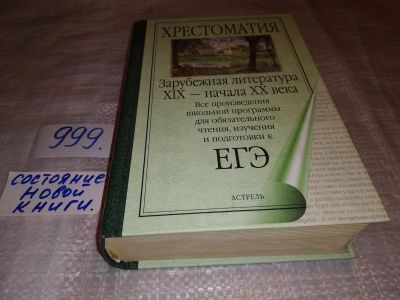 ХРЕСТОМАТИЯ
Зарубежная литература
XIX — начала XX века
Все произведения
школьной программы
для обязательного
чтения, изучения
и подготовки к
ЕГЭ
АСТРЕЛЬ
999.
СОСТОЯНИЕ
НОВОЙ
КНИГИ.